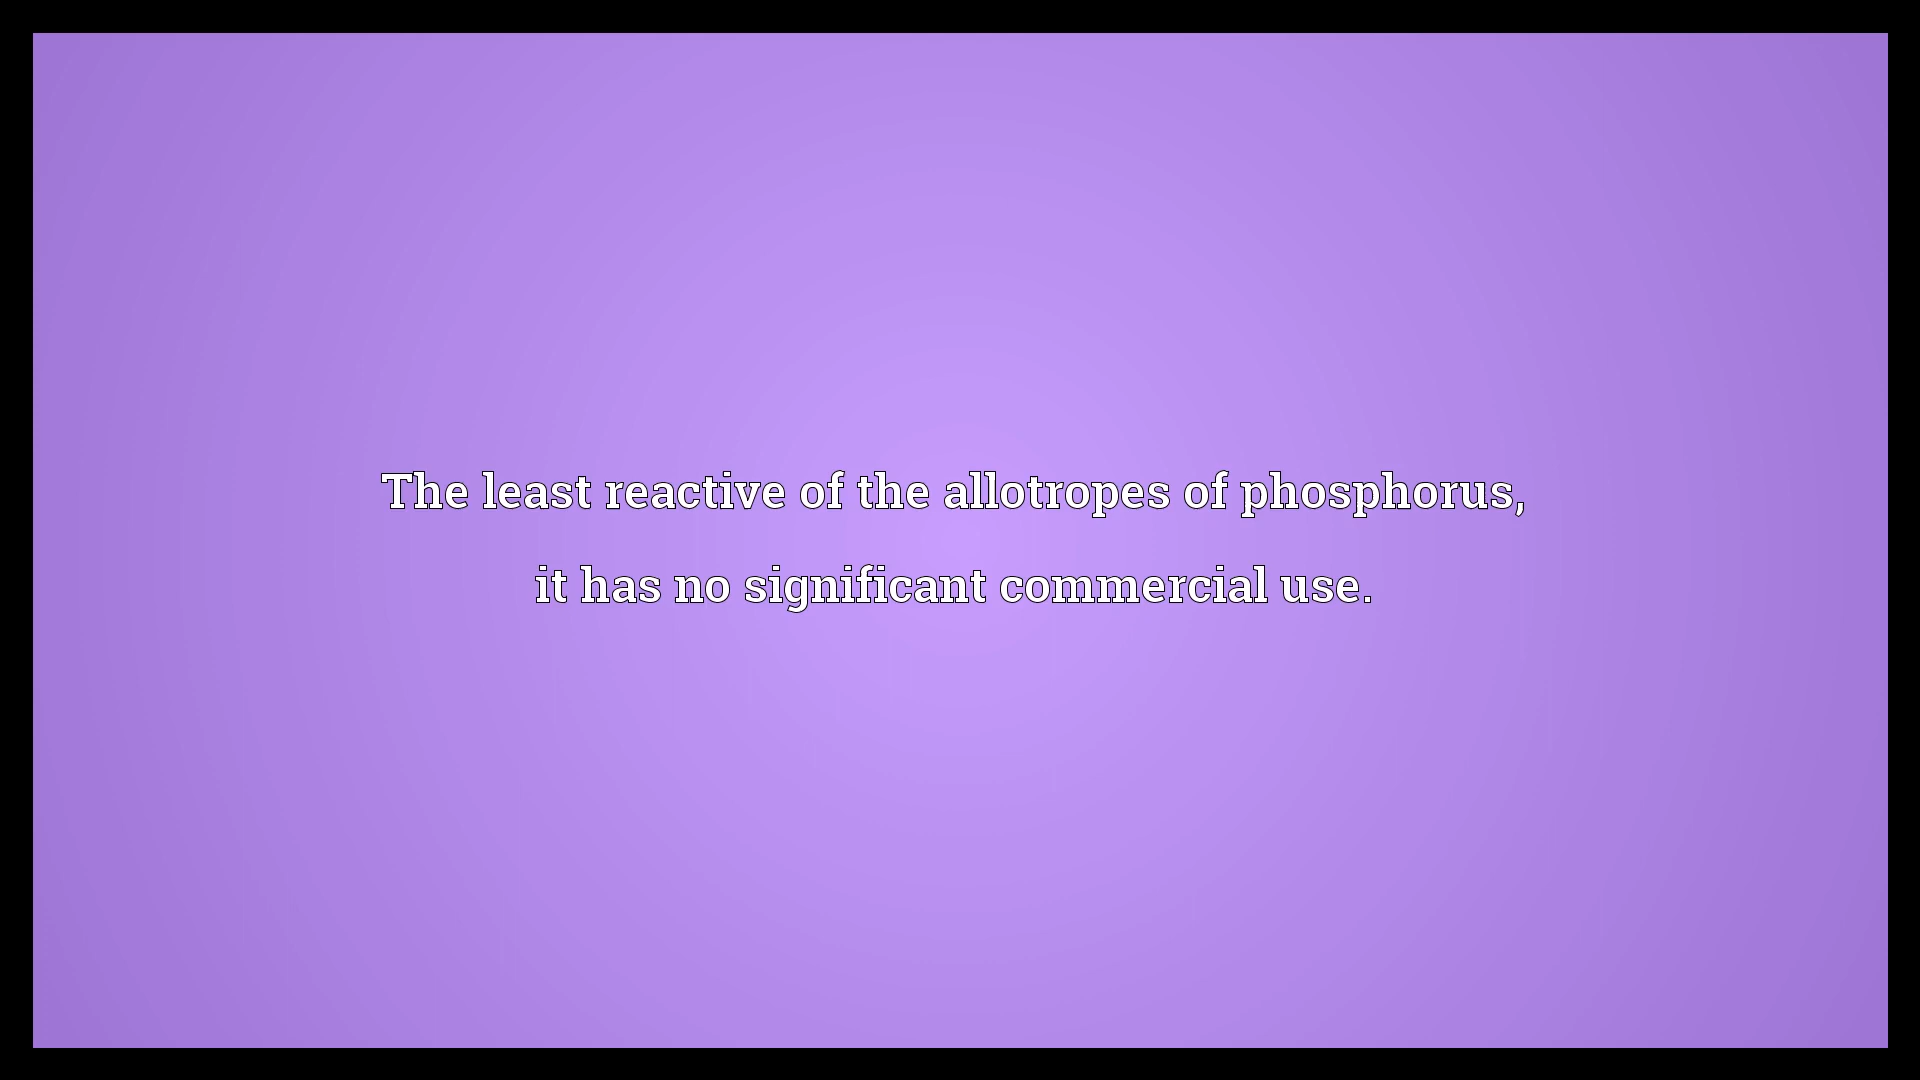 The least reactive of the allotropes of phosphorus,
it has no significant commercial use.